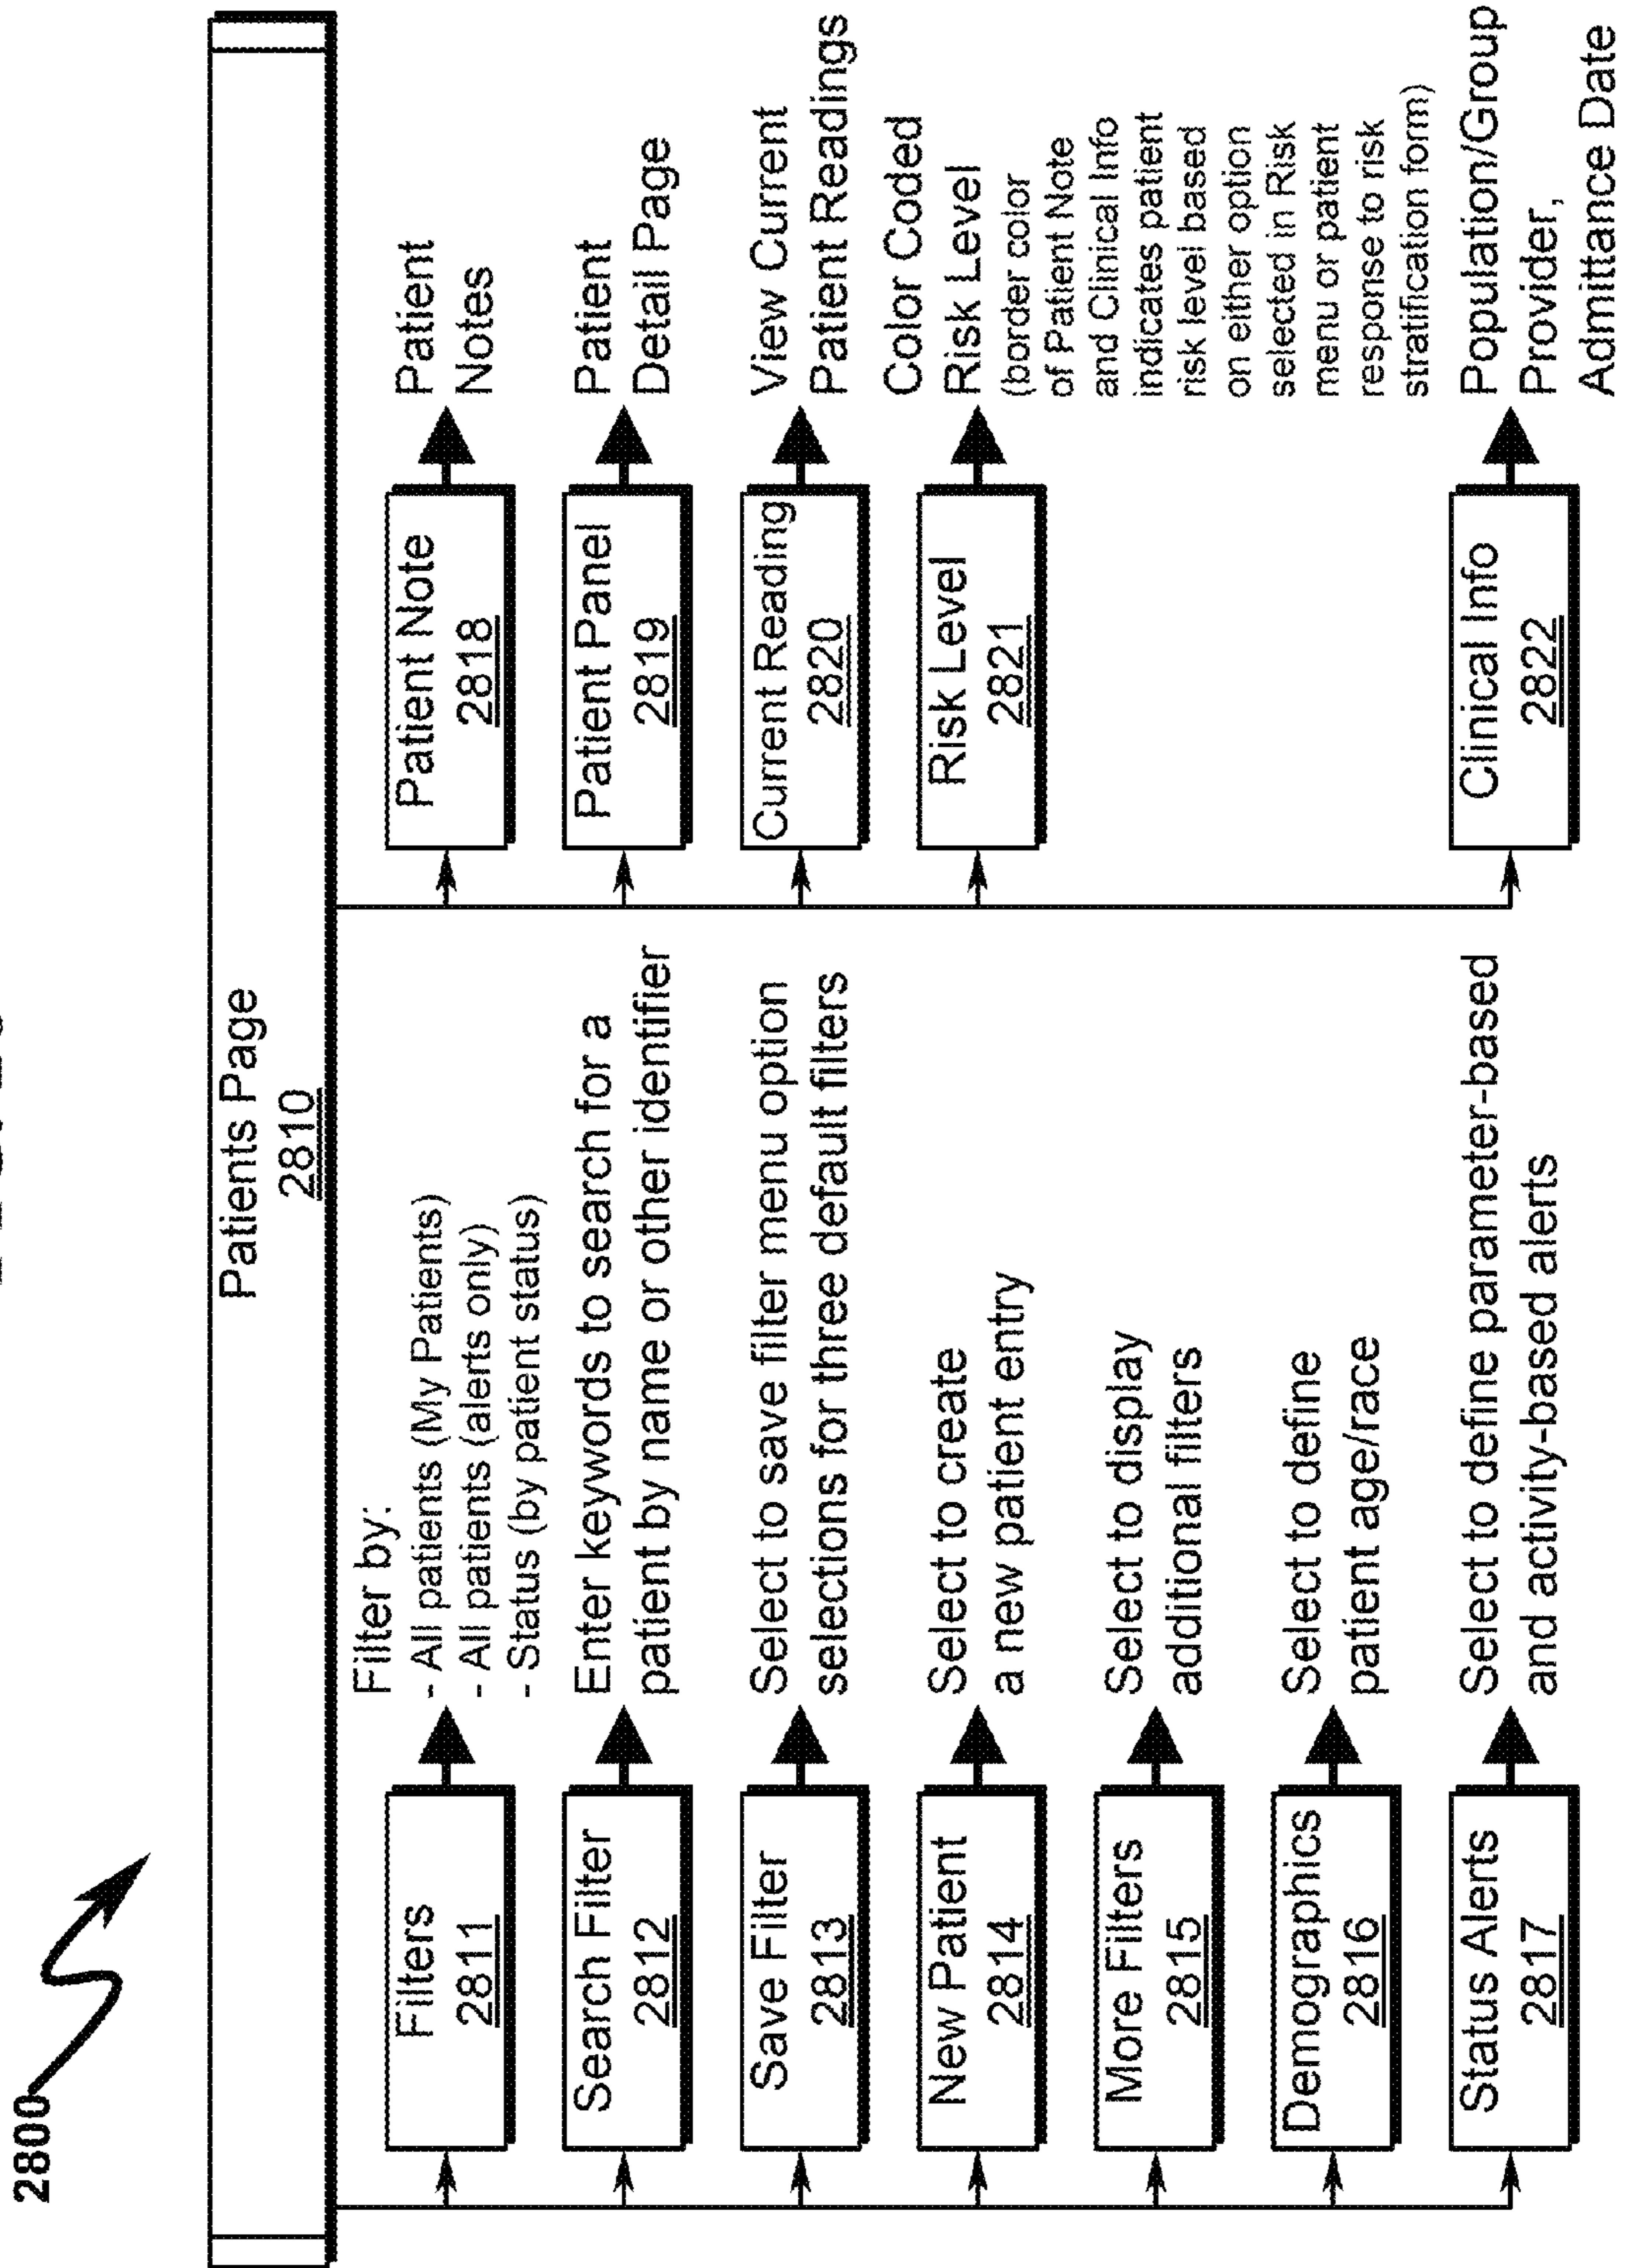 2800
Patients Page
2810
Filters
2811
Filter by:
- All patients (My Patients)
- All patients (alerts only)
- Status (by patient status)
Search Filter
2812
Enter keywords to search for a
patient by name or other identifier
Save Filter
2813
Select to save filter menu option
selections for three default filters
New Patient
2814
Select to create
a new patient entry
More Filters
2815
Select to display
additional filters
Demographics
2816
Select to define
patient age/race
Status Alerts
2817
Select to define parameter-based
and activity-based alerts
Patient Note
2818
Patient
Notes
Patient Panel
2819
Patient
Detail Page
Current Reading
2820
View Current
Patient Readings
Risk Level
2821
Color Coded
Risk Level
(border color
of Patient Note
and Clinical Info
indicates patient
risk level based
on either option
selected in Risk
menu or patient
response to risk
stratification form)
Clinical Info
2822
Population/Group
Provider,
Admittance Date